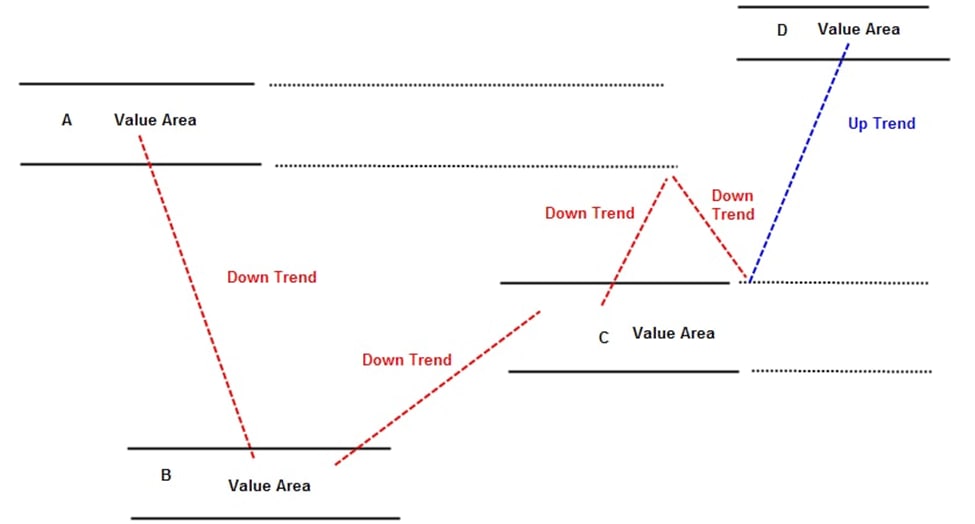 D Value Area
A Value Area
Up Trend
Down
Trend
Down Trend
Down Trend
C Value Area
Down Trend
B Value Area